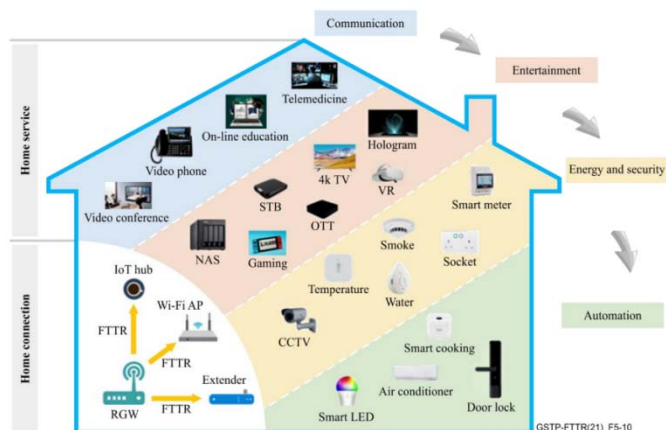 Communication
Entertainment
Energy and security
Automation
Home service
Home connection
Telemedicine
On-line education
Video phone
Video conference
Hologram
4k TV
VR
STB
OTT
NAS
Gaming
Smart meter
Smoke
Socket
Temperature
Water
CCTV
Smart cooking
Air conditioner
Door lock
Smart LED
IoT hub
Wi-Fi AP
FTTR
FTTR
Extender
FTTR
RGW
GSTP-FTTR(21)_F5-10